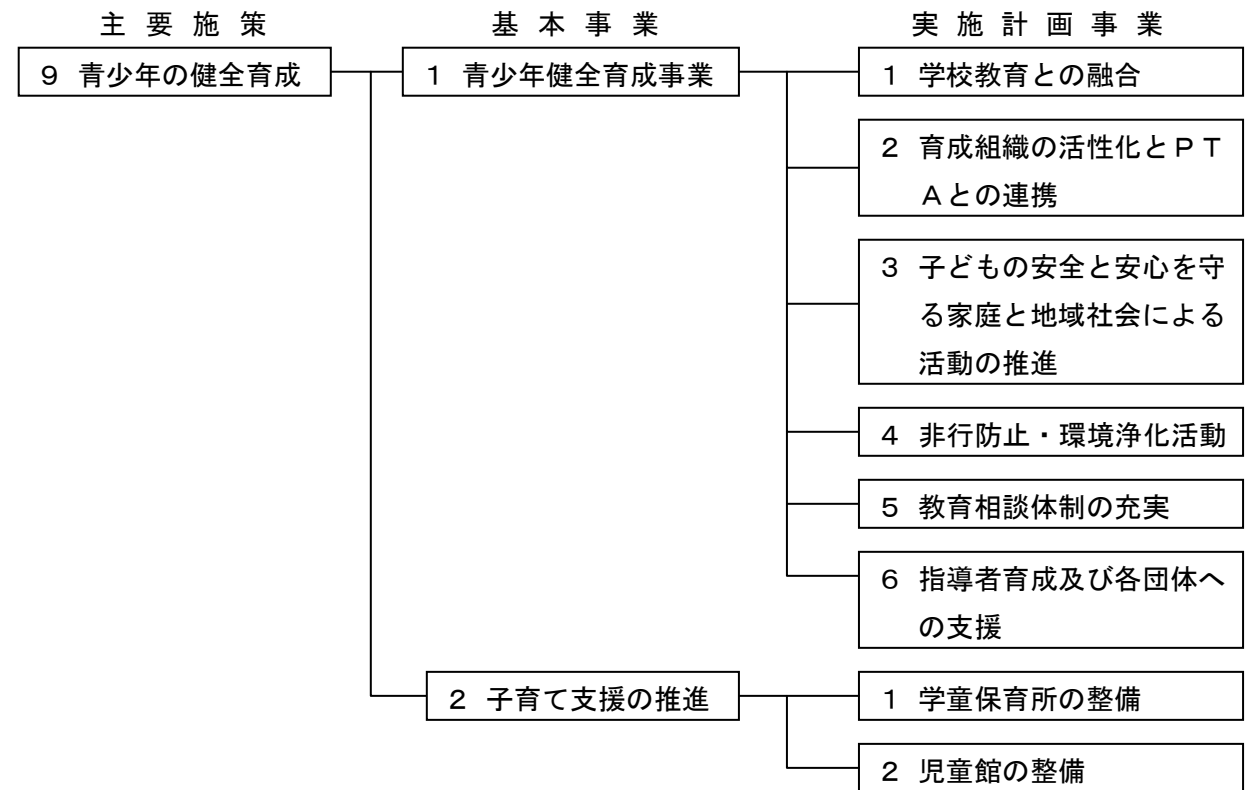 主要施策 基本事業 実施計画事業
９ 青少年の健全育成 １ 青少年健全育成事業 １ 学校教育との融合
２ 育成組織の活性化とＰＴ
Ａとの連携
３ 子どもの安全と安心を守
る家庭と地域社会による
活動の推進
４ 非行防止・環境浄化活動
５ 教育相談体制の充実
６ 指導者育成及び各団体へ
の支援
２ 子育て支援の推進 １ 学童保育所の整備
２ 児童館の整備